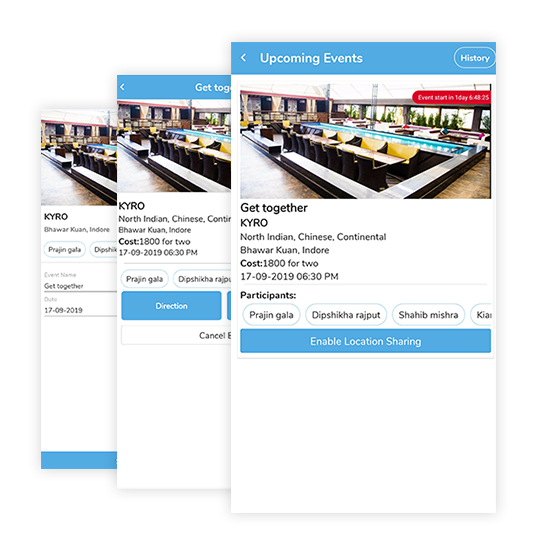 KYRO
Bhawar Kuan, Indore
Prajin gala
Dipshi
Event Name
Get together
Date
17-09-2019
Get tog
KYRO
North Indian, Chinese, Contin
Bhawar Kuan, Indore
Cost:1800 for two
17-09-2019 06:30 PM
Prajin gala
Dipshikha rajput
Direction
Cancel E
Upcoming Events
History
Event start in 1day 6:48:25
Get together
KYRO
North Indian, Chinese, Continental
Bhawar Kuan, Indore
Cost:1800 for two
17-09-2019 06:30 PM
Participants:
Prajin gala
Dipshikha rajput
Shahib mishra
Kiar
Enable Location Sharing